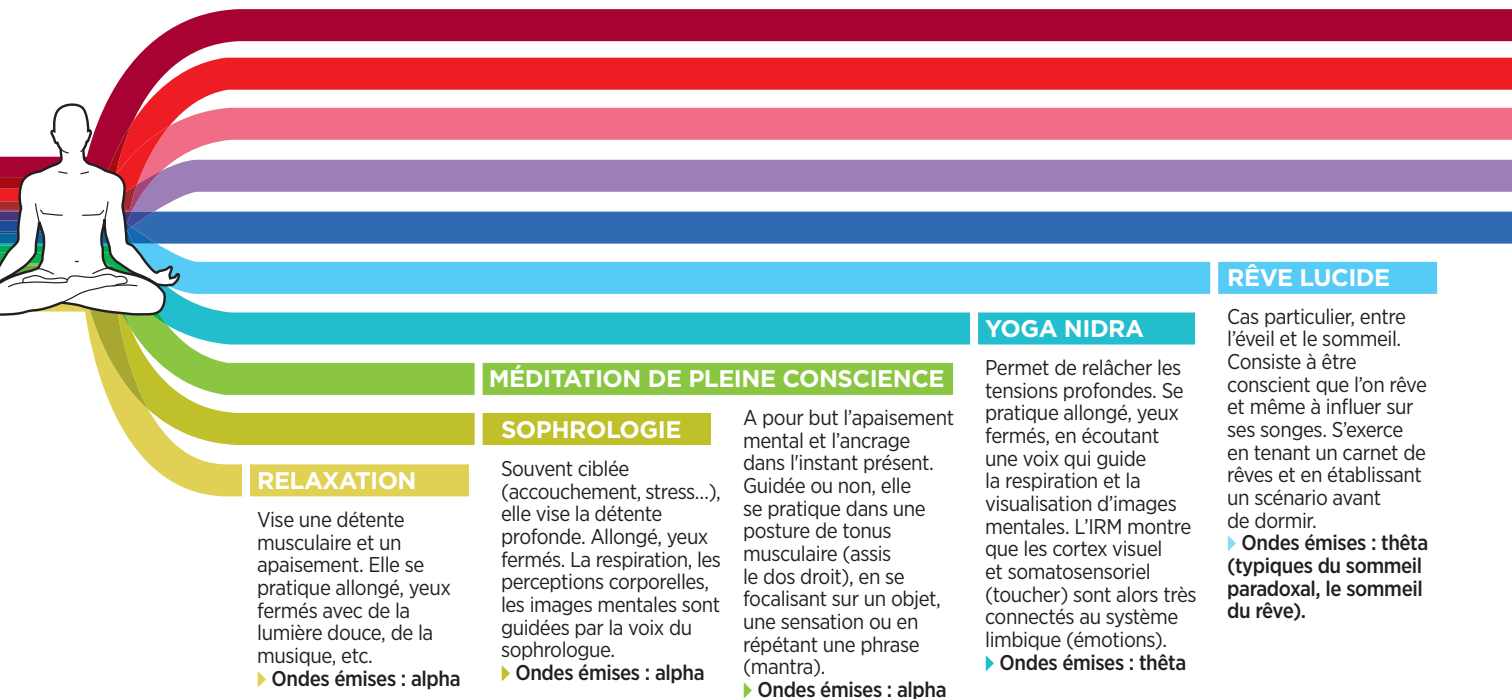 RELAXATION
Vise une détente
musculaire et un
apaisement. Elle se
pratique allongé, yeux
fermés avec de la
lumière douce, de la
musique, etc.
Ondes émises : alpha
SOPHROLOGIE
Souvent ciblée
(accouchement, stress...),
elle vise la détente
profonde. Allongé, yeux
fermés. La respiration, les
perceptions corporelles,
les images mentales sont
guidées par la voix du
sophrologue.
Ondes émises : alpha
MÉDITATION DE PLEINE CONSCIENCE
A pour but l'apaisement
mental et l'ancrage
dans l'instant présent.
Guidée ou non, elle
se pratique dans une
posture de tonus
musculaire (assis
le dos droit), en se
focalisant sur un objet,
une sensation ou en
répétant une phrase
(mantra).
Ondes émises : alpha
YOGA NIDRA
Permet de relâcher les
tensions profondes. Se
pratique allongé, yeux
fermés, en écoutant
une voix qui guide
la respiration et la
visualisation d'images
mentales. L'IRM montre
que les cortex visuel
et somatosensoriel
(toucher) sont alors très
connectés au système
limbique (émotions).
Ondes émises : thêta
RÊVE LUCIDE
Cas particulier, entre
l'éveil et le sommeil.
Consiste à être
conscient que l'on rêve
et même à influer sur
ses songes. S'exerce
en tenant un carnet de
rêves et en établissant
un scénario avant
de dormir.
Ondes émises : thêta
(typiques du sommeil
paradoxal, le sommeil
du rêve).